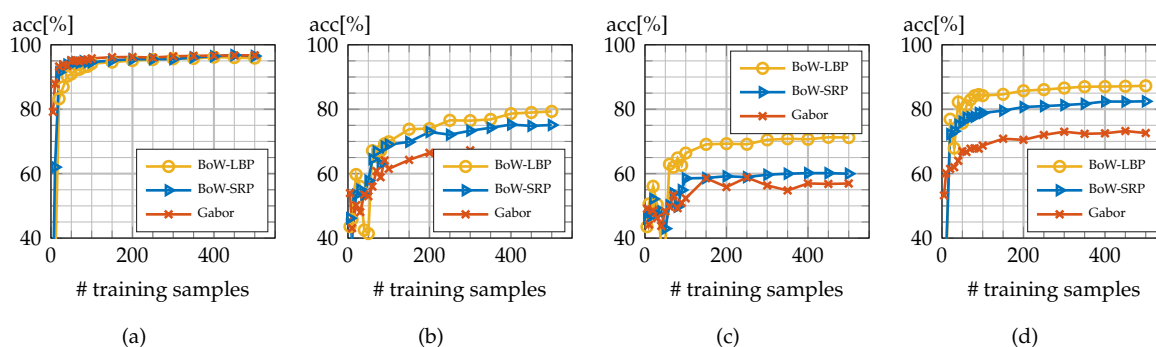 acc[%]
100
80
60
40
0
200
400
BoW-LBP
BoW-SRP
Gabor
# training samples
(a)
acc[%]
100
80
60
40
0
200
400
BoW-LBP
BoW-SRP
Gabor
# training samples
(b)
acc[%]
100
80
60
40
0
200
400
BoW-LBP
BoW-SRP
Gabor
# training samples
(c)
acc[%]
100
80
60
40
0
200
400
BoW-LBP
BoW-SRP
Gabor
# training samples
(d)